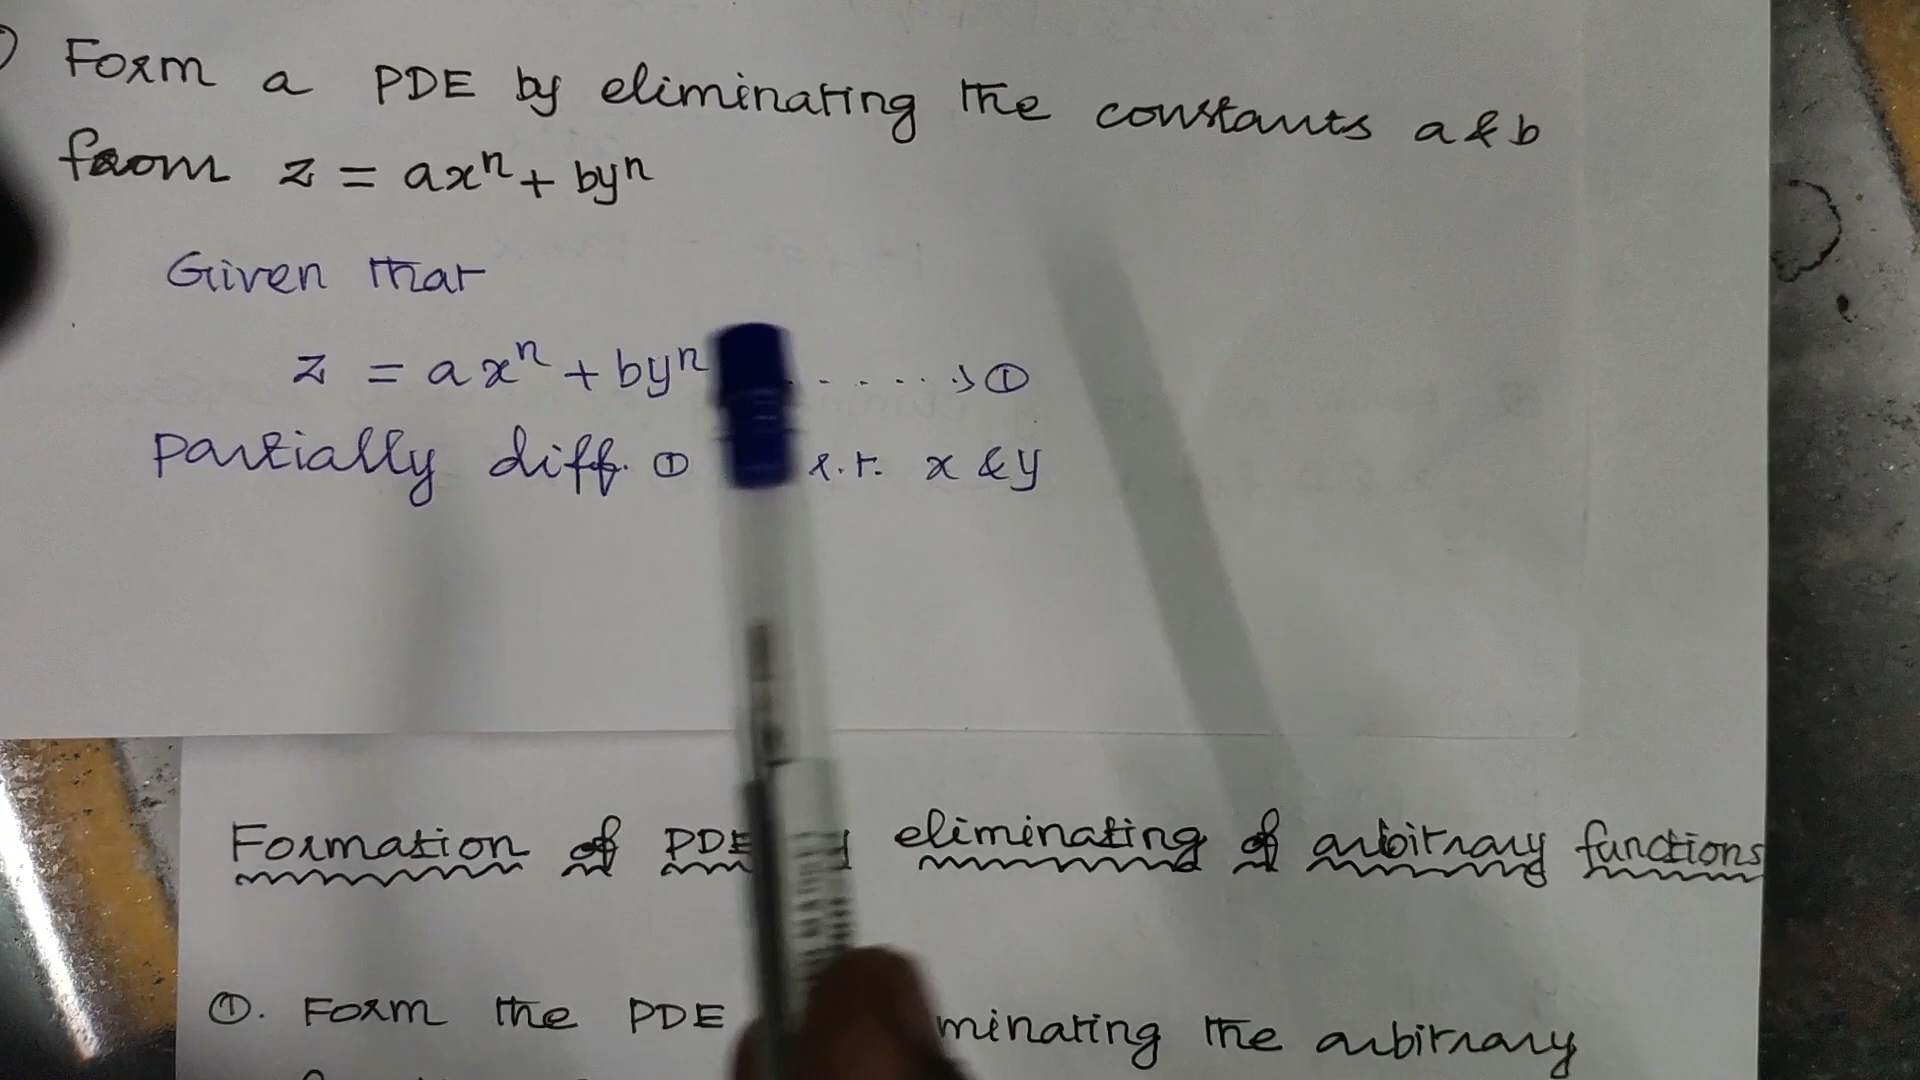 Form a PDE by eliminating the constants a & b
from z = axⁿ + byⁿ
Given that
z = axⁿ + byⁿ ......→ ①
Partially diff. ① r.t. x & y
Formation of PDE eliminating of arbitrary functions
①. Form the PDE minating the arbitrary